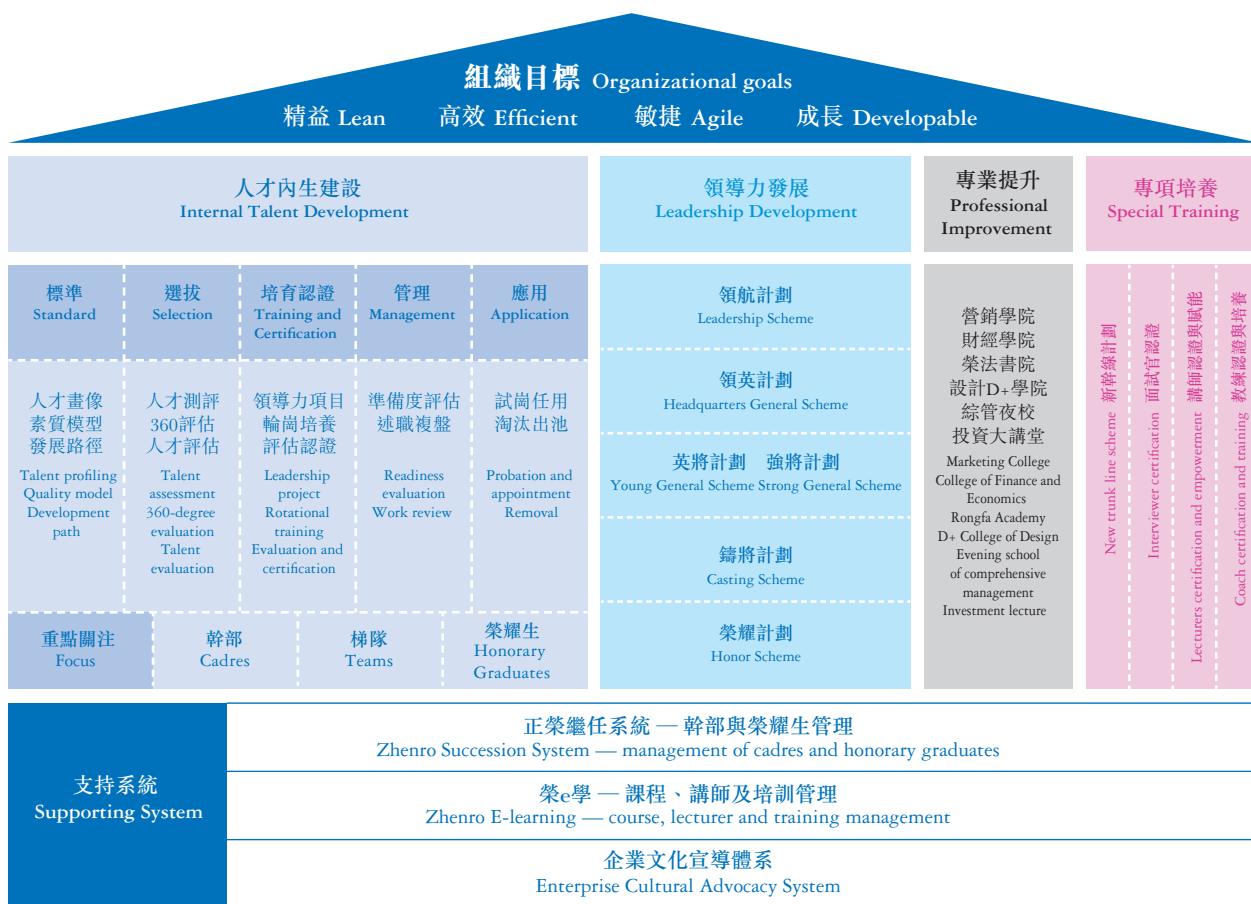 組織目標 Organizational goals
精益 Lean 高效 Efficient 敏捷 Agile 成長 Developable
人才內生建設
Internal Talent Development
標準
Standard
選拔
Selection
培育認證
Training and
Certification
管理
Management
應用
Application
人才畫像
素質模型
發展路徑
Talent profiling
Quality model
Development
path
人才測評
360評估
人才評估
Talent
assessment
360-degree
evaluation
Talent
evaluation
領導力項目
輪崗培養
評估認證
Leadership
project
Rotational
training
Evaluation and
certification
準備度評估
述職複盤
Readiness
evaluation
Work review
試崗任用
淘汰出池
Probation and
appointment
Removal
重點關注
Focus
幹部
Cadres
梯隊
Teams
榮耀生
Honorary
Graduates
領導力發展
Leadership Development
領航計劃
Leadership Scheme
領英計劃
Headquarters General Scheme
英將計劃 強將計劃
Young General Scheme Strong General Scheme
鑄將計劃
Casting Scheme
榮耀計劃
Honor Scheme
專業提升
Professional
Improvement
營銷學院
財經學院
榮法書院
設計D+學院
綜管夜校
投資大講堂
Marketing College
College of Finance and
Economics
Rongfa Academy
D+ College of Design
Evening school
of comprehensive
management
Investment lecture
專項培養
Special Training
New trunk line scheme 新幹線計劃
Interviewer certification 面試官認證
Lecturers certification and empowerment 講師認證與賦能
Coach certification and training 教練認證與培養
支持系統
Supporting System
正榮繼任系統 — 幹部與榮耀生管理
Zhenro Succession System — management of cadres and honorary graduates
榮e學 — 課程、講師及培訓管理
Zhenro E-learning — course, lecturer and training management
企業文化宣導體系
Enterprise Cultural Advocacy System